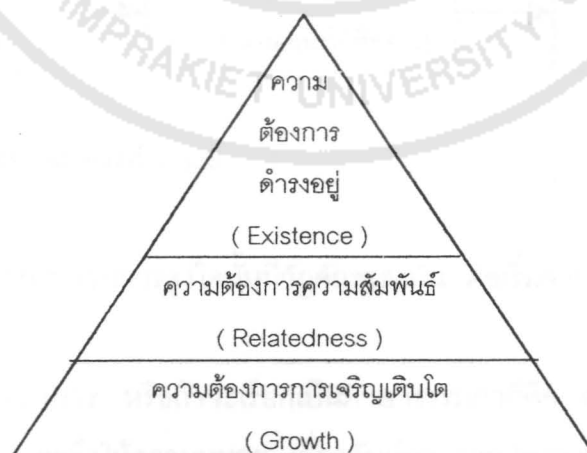 IMPRAKIET UNIVERSITY
ความ
ต้องการ
ดำรงอยู่
( Existence )
ความต้องการความสัมพันธ์
( Relatedness )
ความต้องการการเจริญเติบโต
( Growth )